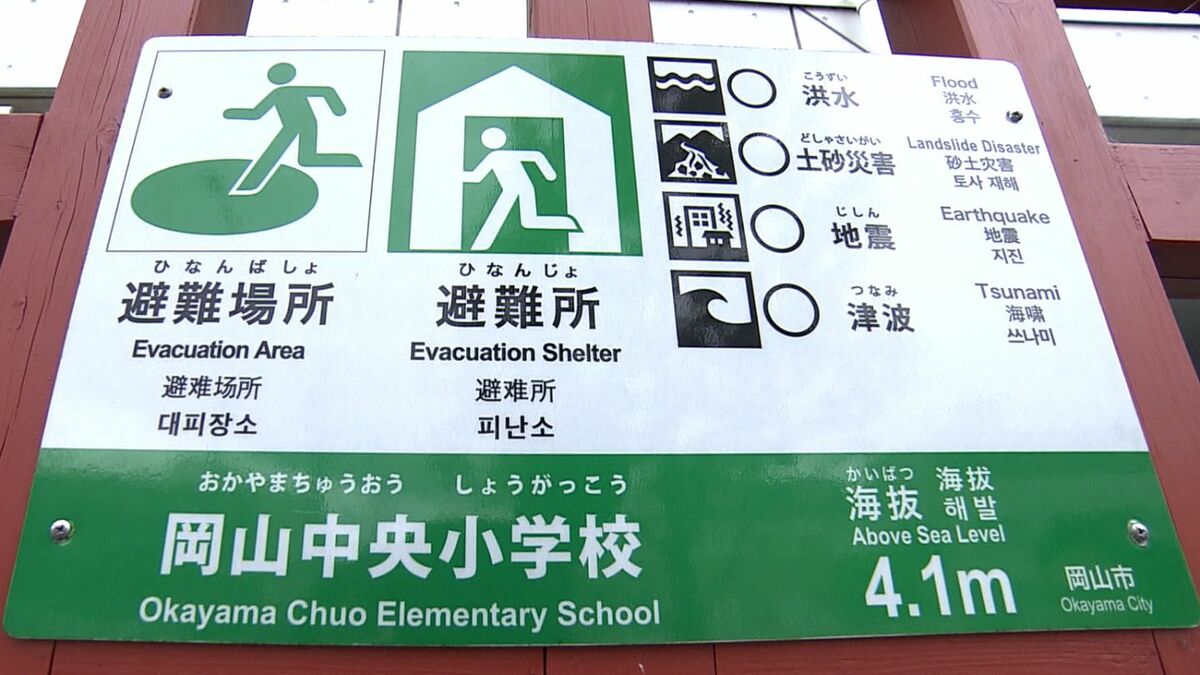 ひなんばしょ
避難場所
Evacuation Area
避难场所
대피장소
ひなんじょ
避難所
Evacuation Shelter
避难所
피난소
こうずい
洪水
Flood
洪水
홍수
どしゃさいがい
土砂災害
Landslide Disaster
砂土灾害
토사 재해
じしん
地震
Earthquake
地震
지진
つなみ
津波
Tsunami
海啸
쓰나미
おかやまちゅうおう しょうがっこう
岡山中央小学校
Okayama Chuo Elementary School
かいばつ
海抜
海拔
해발
Above Sea Level
4.1m
岡山市
Okayama City